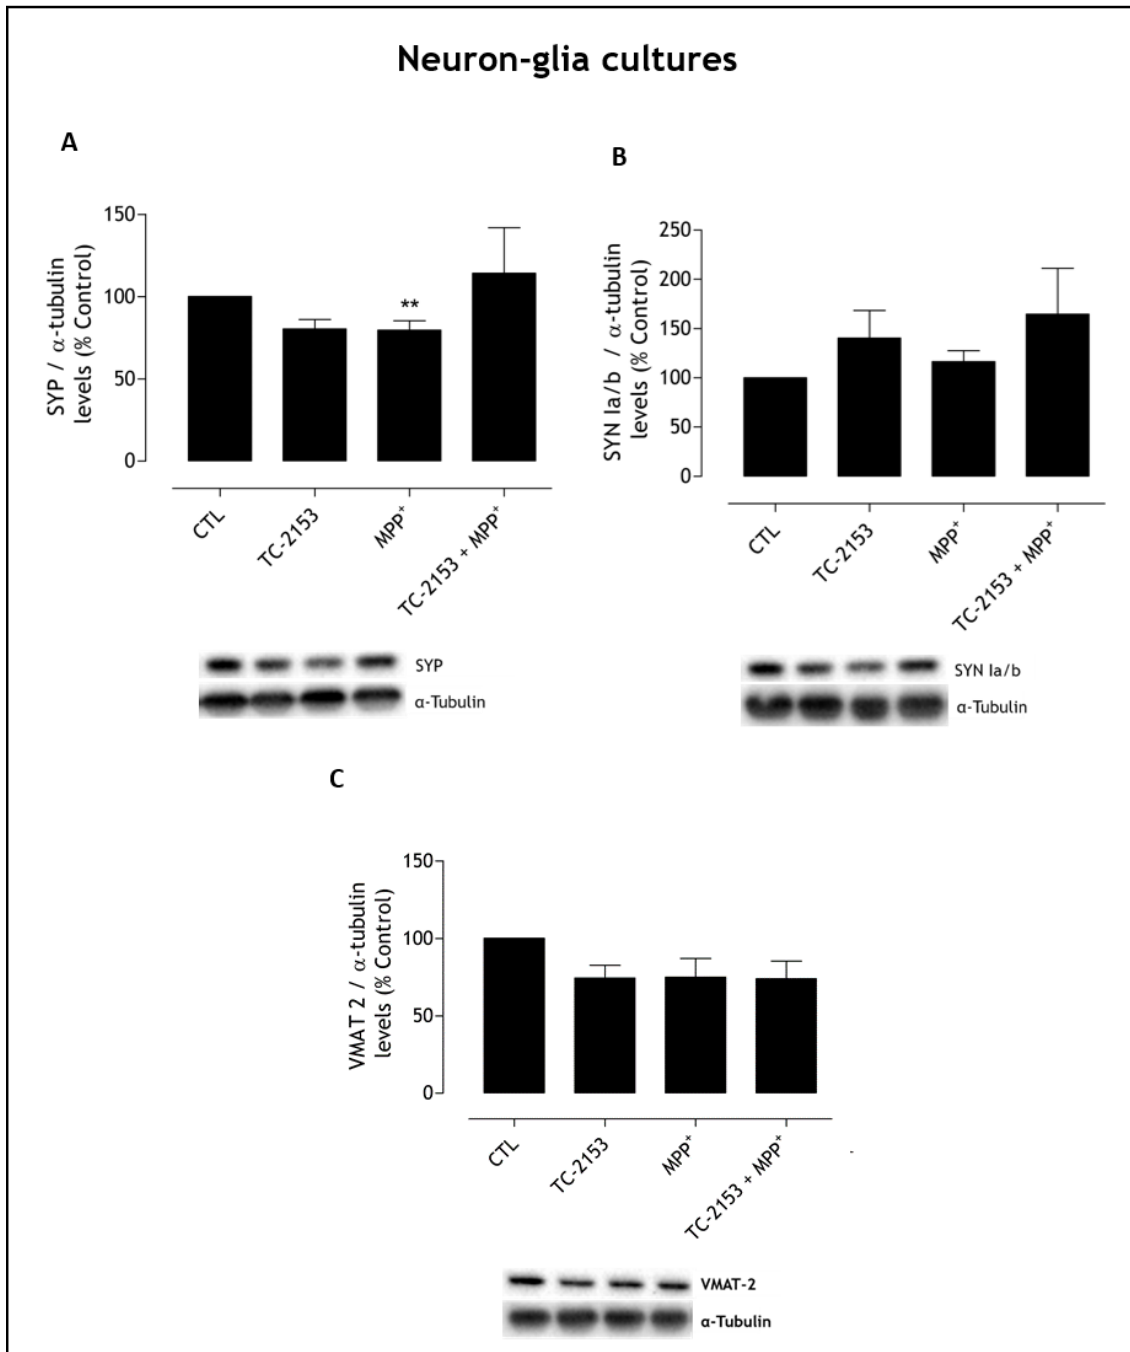 Neuron-glia cultures
A
SYP / α-tubulin
levels (% Control)
150
100
50
0
**
CTL
TC-2153
MPP⁺
TC-2153 + MPP⁺
SYP
α-Tubulin
B
SYN Ia/b / α-tubulin
levels (% Control)
250
200
150
100
50
0
CTL
TC-2153
MPP⁺
TC-2153 + MPP⁺
SYN Ia/b
α-Tubulin
C
VMAT 2 / α-tubulin
levels (% Control)
150
100
50
0
CTL
TC-2153
MPP⁺
TC-2153 + MPP⁺
VMAT-2
α-Tubulin